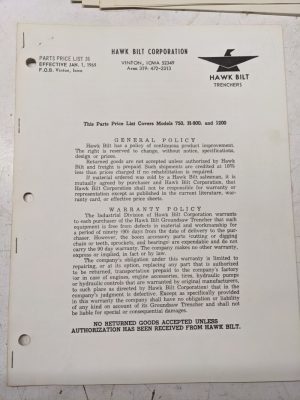 HAWK BILT CORPORATION
PARTS PRICE LIST 35
EFFECTIVE JAN. 1, 1969
F.O.B. Vinton, Iowa
VINTON, IOWA 52349
Area 319, 472-2313
HAWK BILT
TRENCHERS
This Parts Price List Covers Models 750, H-800, and 1200
GENERAL POLICY
Hawk Bilt has a policy of continuous product improvement.
The right is reserved to change, without notice, specifications,
design or prices.
Returned goods are not accepted unless authorized by Hawk
Bilt and freight is prepaid. Such shipments are credited at 15%
less than prices charged if no rehabilitation is required.
If material ordered was sold by a Hawk Bilt salesman, it is
mutually agreed by purchaser and Hawk Bilt Corporation, that
Hawk Bilt Corporation shall not be responsible for warranty or
representation except as published in the current literature, war-
ranty card, or effective price sheets.
WARRANTY POLICY
The Industrial Division of Hawk Bilt Corporation warrants
to each purchaser of the Hawk Bilt Groundsaw Trencher that such
equipment is free from defects in material and workmanship for
a period of ninety (90) days from the date of delivery to the pur-
chaser. However, the boom accessory parts (cutting or digging
chain or teeth, sprockets, and bearings) are expendable and do not
carry the 90 day warranty. The company makes no other warranty,
express or implied, in fact or by law.
The company's obligation under this warranty is limited to
repairing, or at its option, replacing any part that is authorized
to be returned, transportation prepaid to the company's factory
(or in case of engines, engine accessories, tires, hydraulic pumps
or hydraulic controls that are warranted by original manufacturers,
to such place as directed by Hawk Bilt Corporation) that in the
company's judgment is defective. Except as specifically provided
in this warranty the company shall have no obligation or liability
of any kind on account of its Groundsaw Trencher and shall not
be liable for special or consequential damages.
NO RETURNED GOODS ACCEPTED UNLESS
AUTHORIZATION HAS BEEN RECEIVED FROM HAWK BILT.